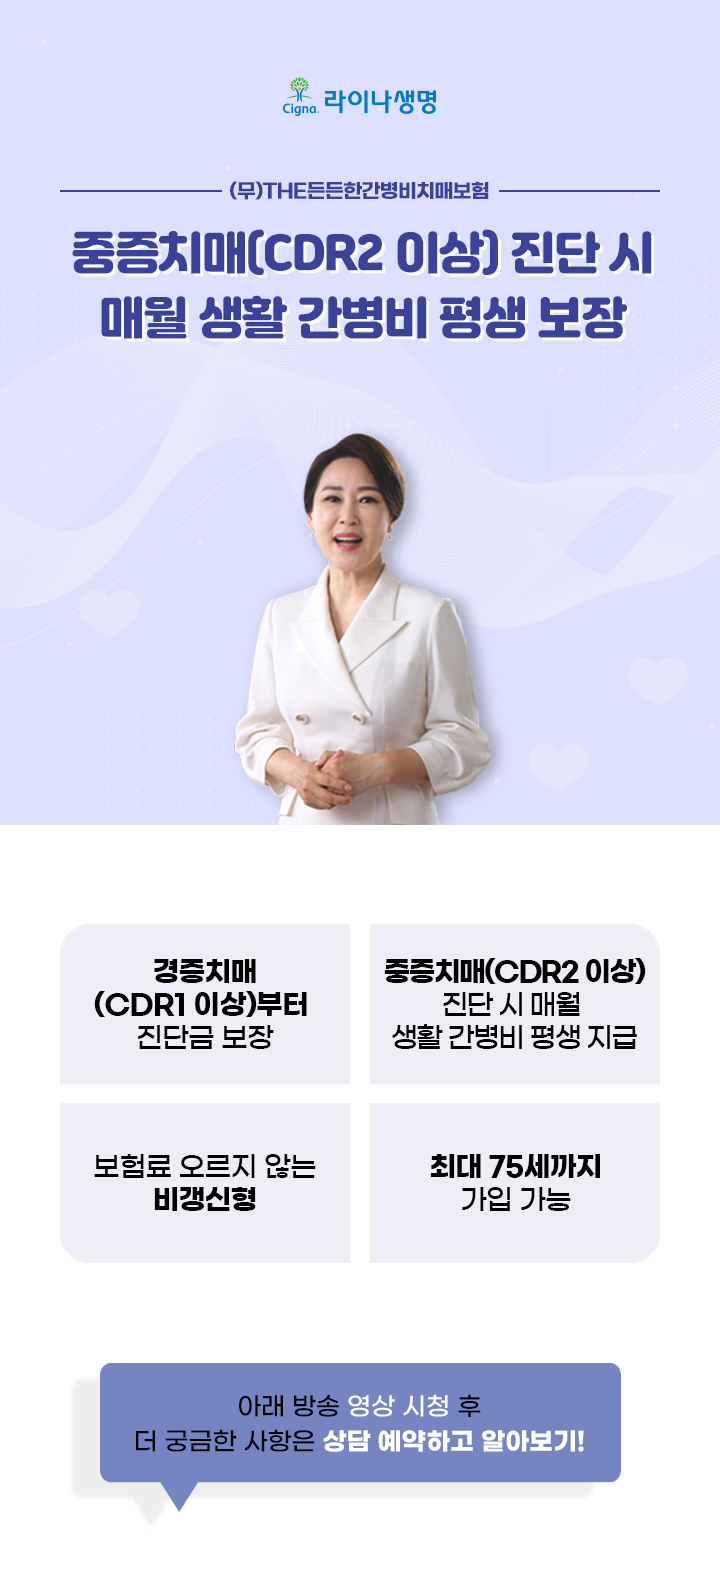 Cigna. 라이나생명
(무)THE든든한간병비치매보험
중증치매(CDR2 이상) 진단 시
매월 생활 간병비 평생 보장
경증치매
(CDR1 이상)부터
진단금 보장
중증치매(CDR2 이상)
진단 시 매월
생활 간병비 평생 지급
보험료 오르지 않는
비갱신형
최대 75세까지
가입 가능
아래 방송 영상 시청 후
더 궁금한 사항은 상담 예약하고 알아보기!